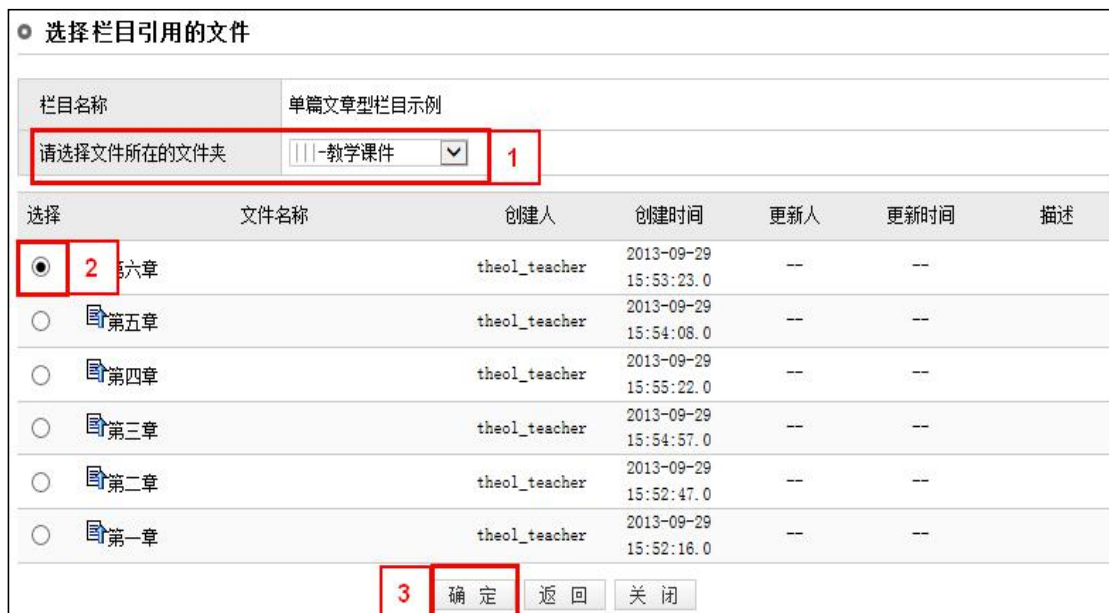 选择栏目引用的文件
栏目名称 单篇文章型栏目示例
请选择文件所在的文件夹 |||-教学课件 1
选择 文件名称 创建人 创建时间 更新人 更新时间 描述
2 第六章 theol_teacher 2013-09-29 15:53:23.0 -- --
第五章 theol_teacher 2013-09-29 15:54:08.0 -- --
第四章 theol_teacher 2013-09-29 15:55:22.0 -- --
第三章 theol_teacher 2013-09-29 15:54:57.0 -- --
第二章 theol_teacher 2013-09-29 15:52:47.0 -- --
第一章 theol_teacher 2013-09-29 15:52:16.0 -- --
3 确定 返回 关闭